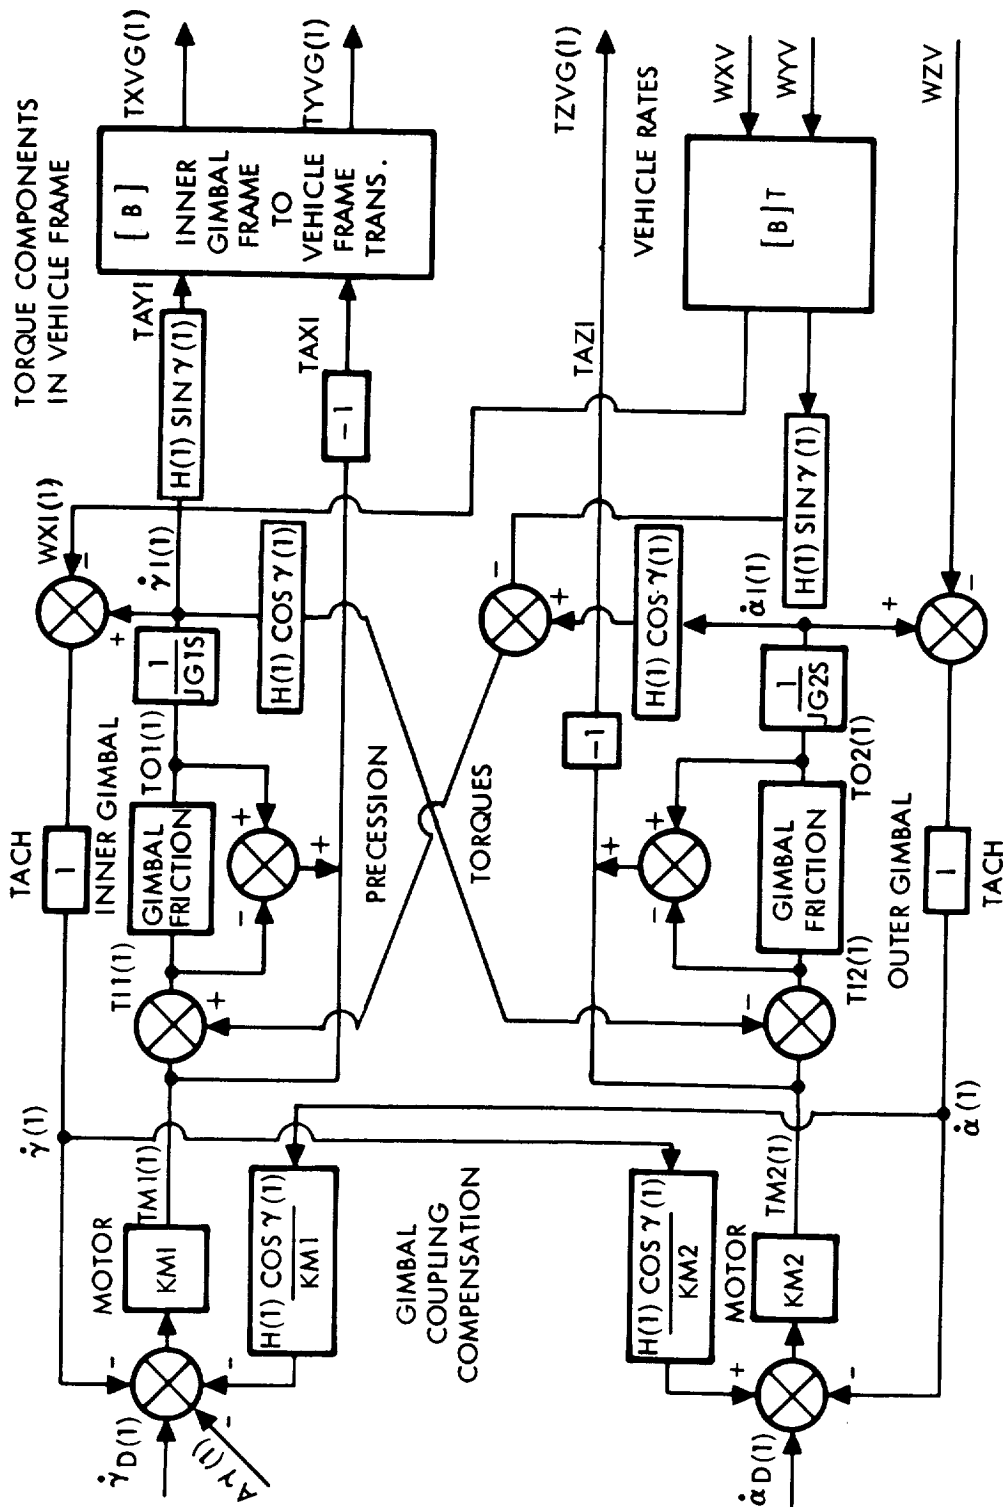 TORQUE COMPONENTS
IN VEHICLE FRAME
γ̇(1)
TACH
1
WXI(1)
-
+
TAYI
TXVG(1)
γ̇D(1)
-
-
-
Aγ(1)
MOTOR
KM1
TM1(1)
TI1(1)
+
INNER GIMBAL
GIMBAL
FRICTION
TO1(1)
1
JG1S
γ̇I(1)
H(1) SIN γ(1)
[B]
INNER
GIMBAL
FRAME
TO
VEHICLE
FRAME
TRANS.
TYVG(1)
-
+
+
H(1) COS γ(1)
H(1) COS γ(1)
KM1
-1
TAXI
GIMBAL
COUPLING
COMPENSATION
PRECESSION
TORQUES
-
+
TAZI
TZVG(1)
-1
VEHICLE RATES
H(1) COS γ(1)
KM2
-
+
+
H(1) COS γ(1)
[B]T
WXV
WYV
α̇D(1)
+
-
MOTOR
KM2
TM2(1)
-
TI2(1)
GIMBAL
FRICTION
TO2(1)
1
JG2S
α̇I(1)
H(1) SIN γ(1)
OUTER GIMBAL
α̇(1)
1
TACH
+
-
WZV